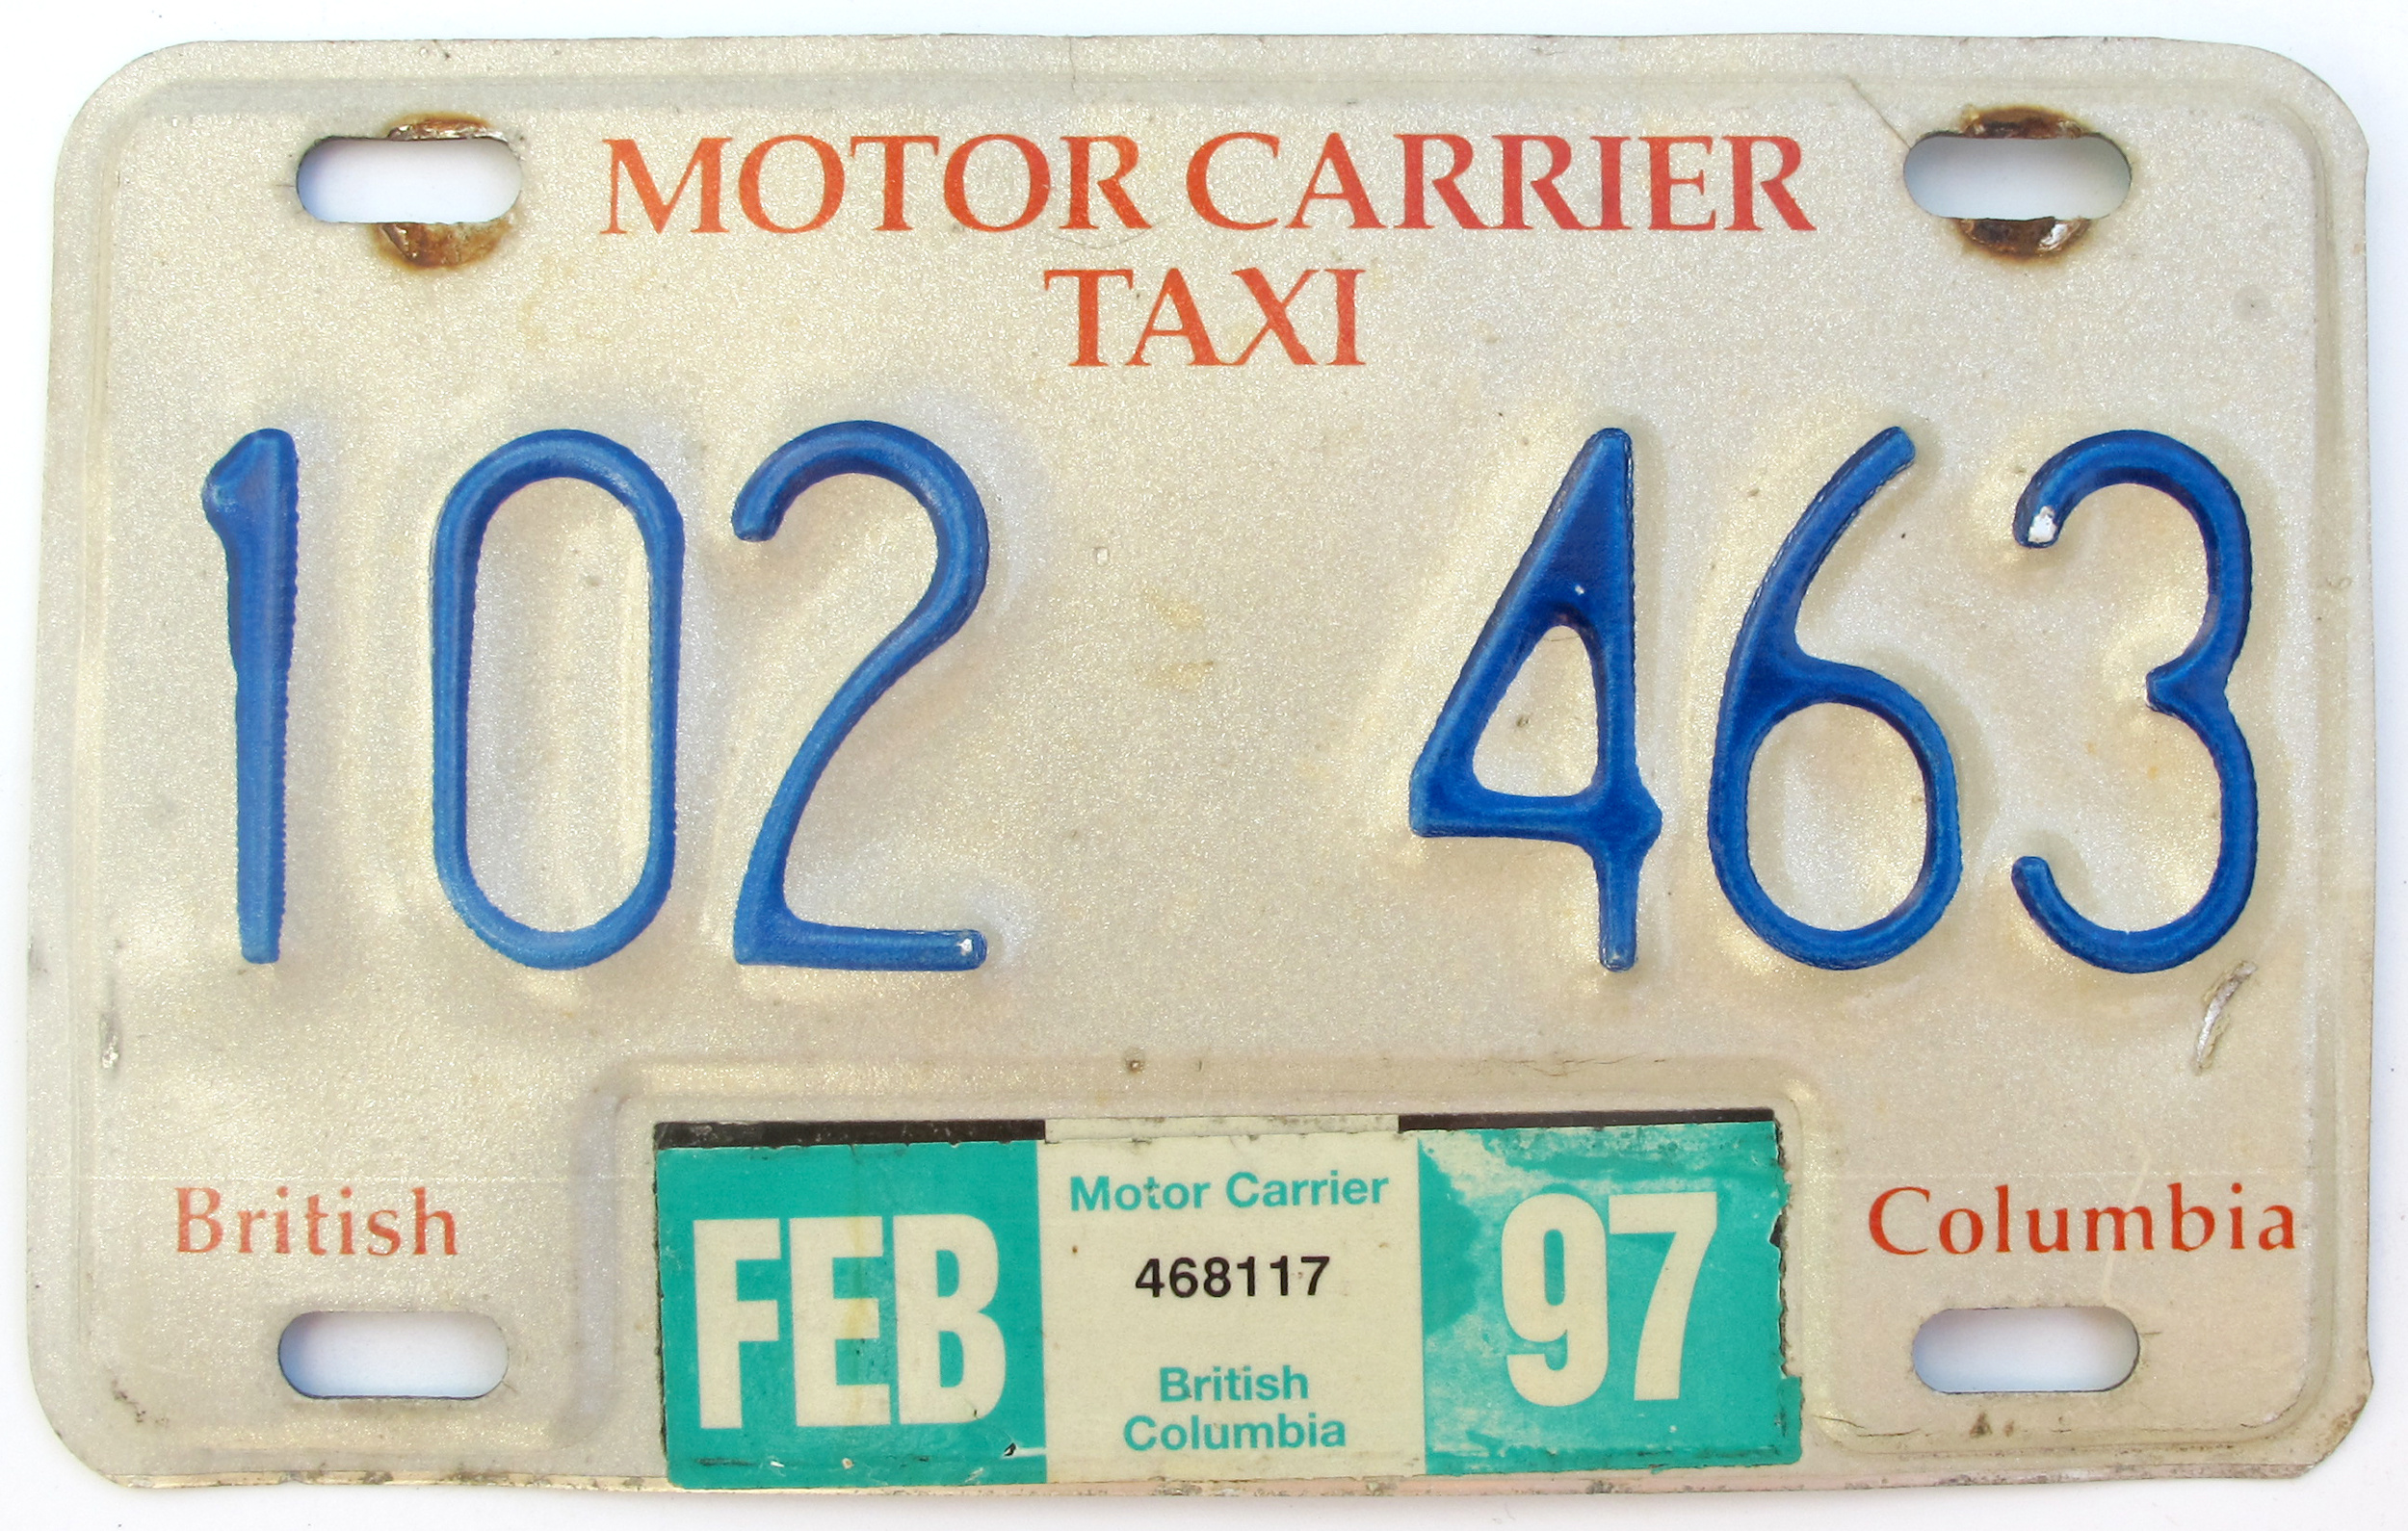 MOTOR CARRIER
TAXI
102 463
British Columbia
FEB 97
Motor Carrier
468117
British
Columbia